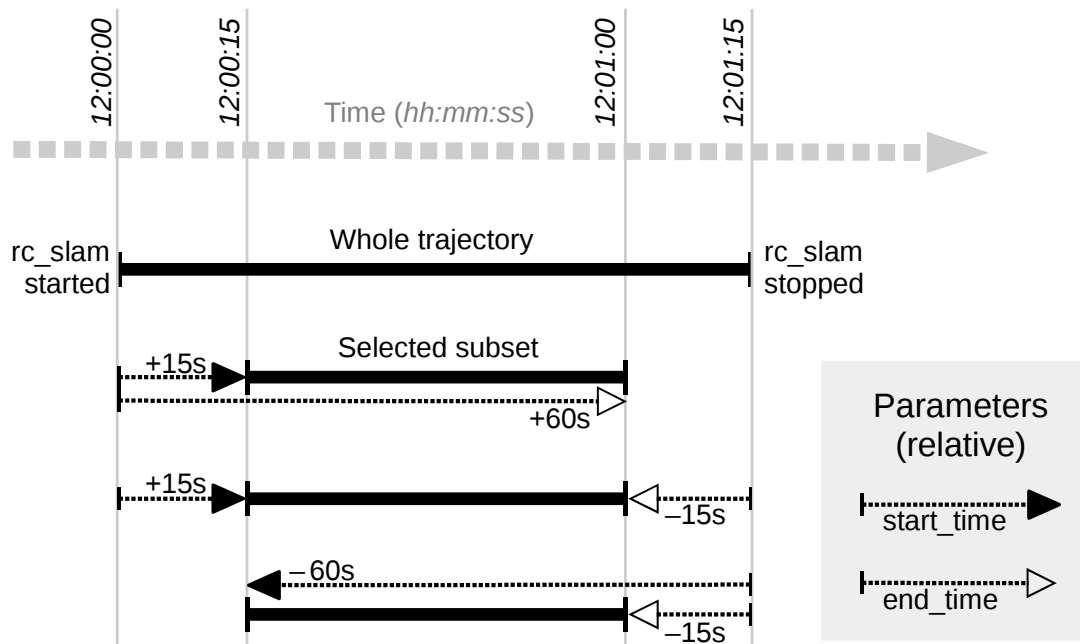 12:00:00
12:00:15
12:01:00
12:01:15
Time (hh:mm:ss)
rc_slam
started
Whole trajectory
rc_slam
stopped
Selected subset
+15s
+60s
+15s
–15s
–60s
–15s
Parameters
(relative)
start_time
end_time